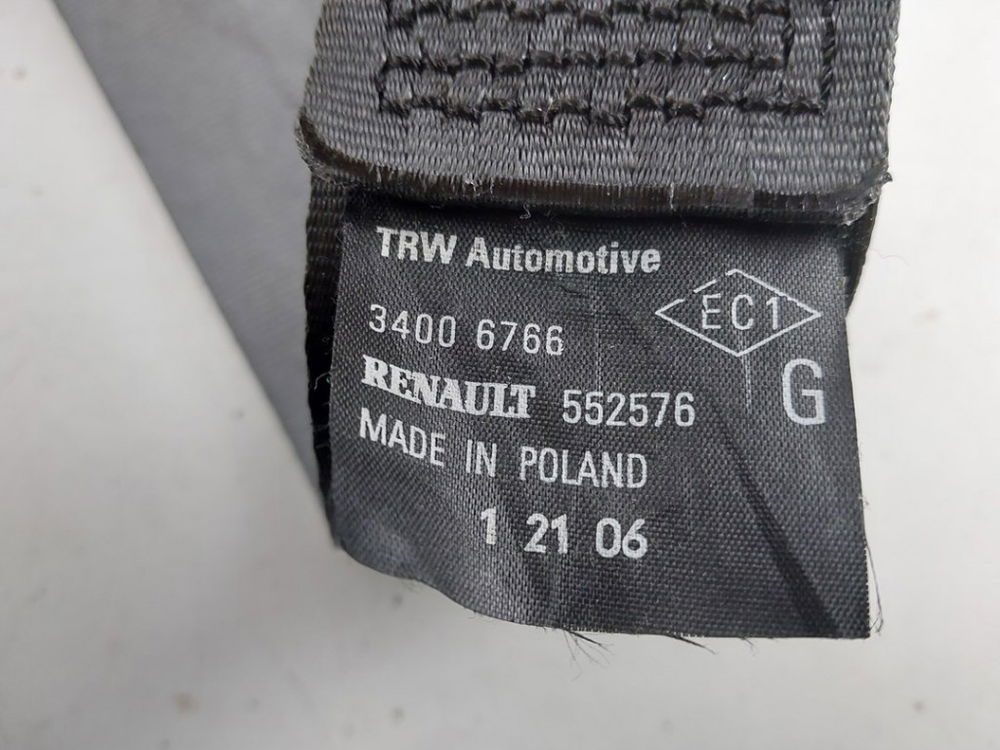 TRW Automotive
EC1
3400 6766
G
RENAULT 552576
MADE IN POLAND
1 21 06